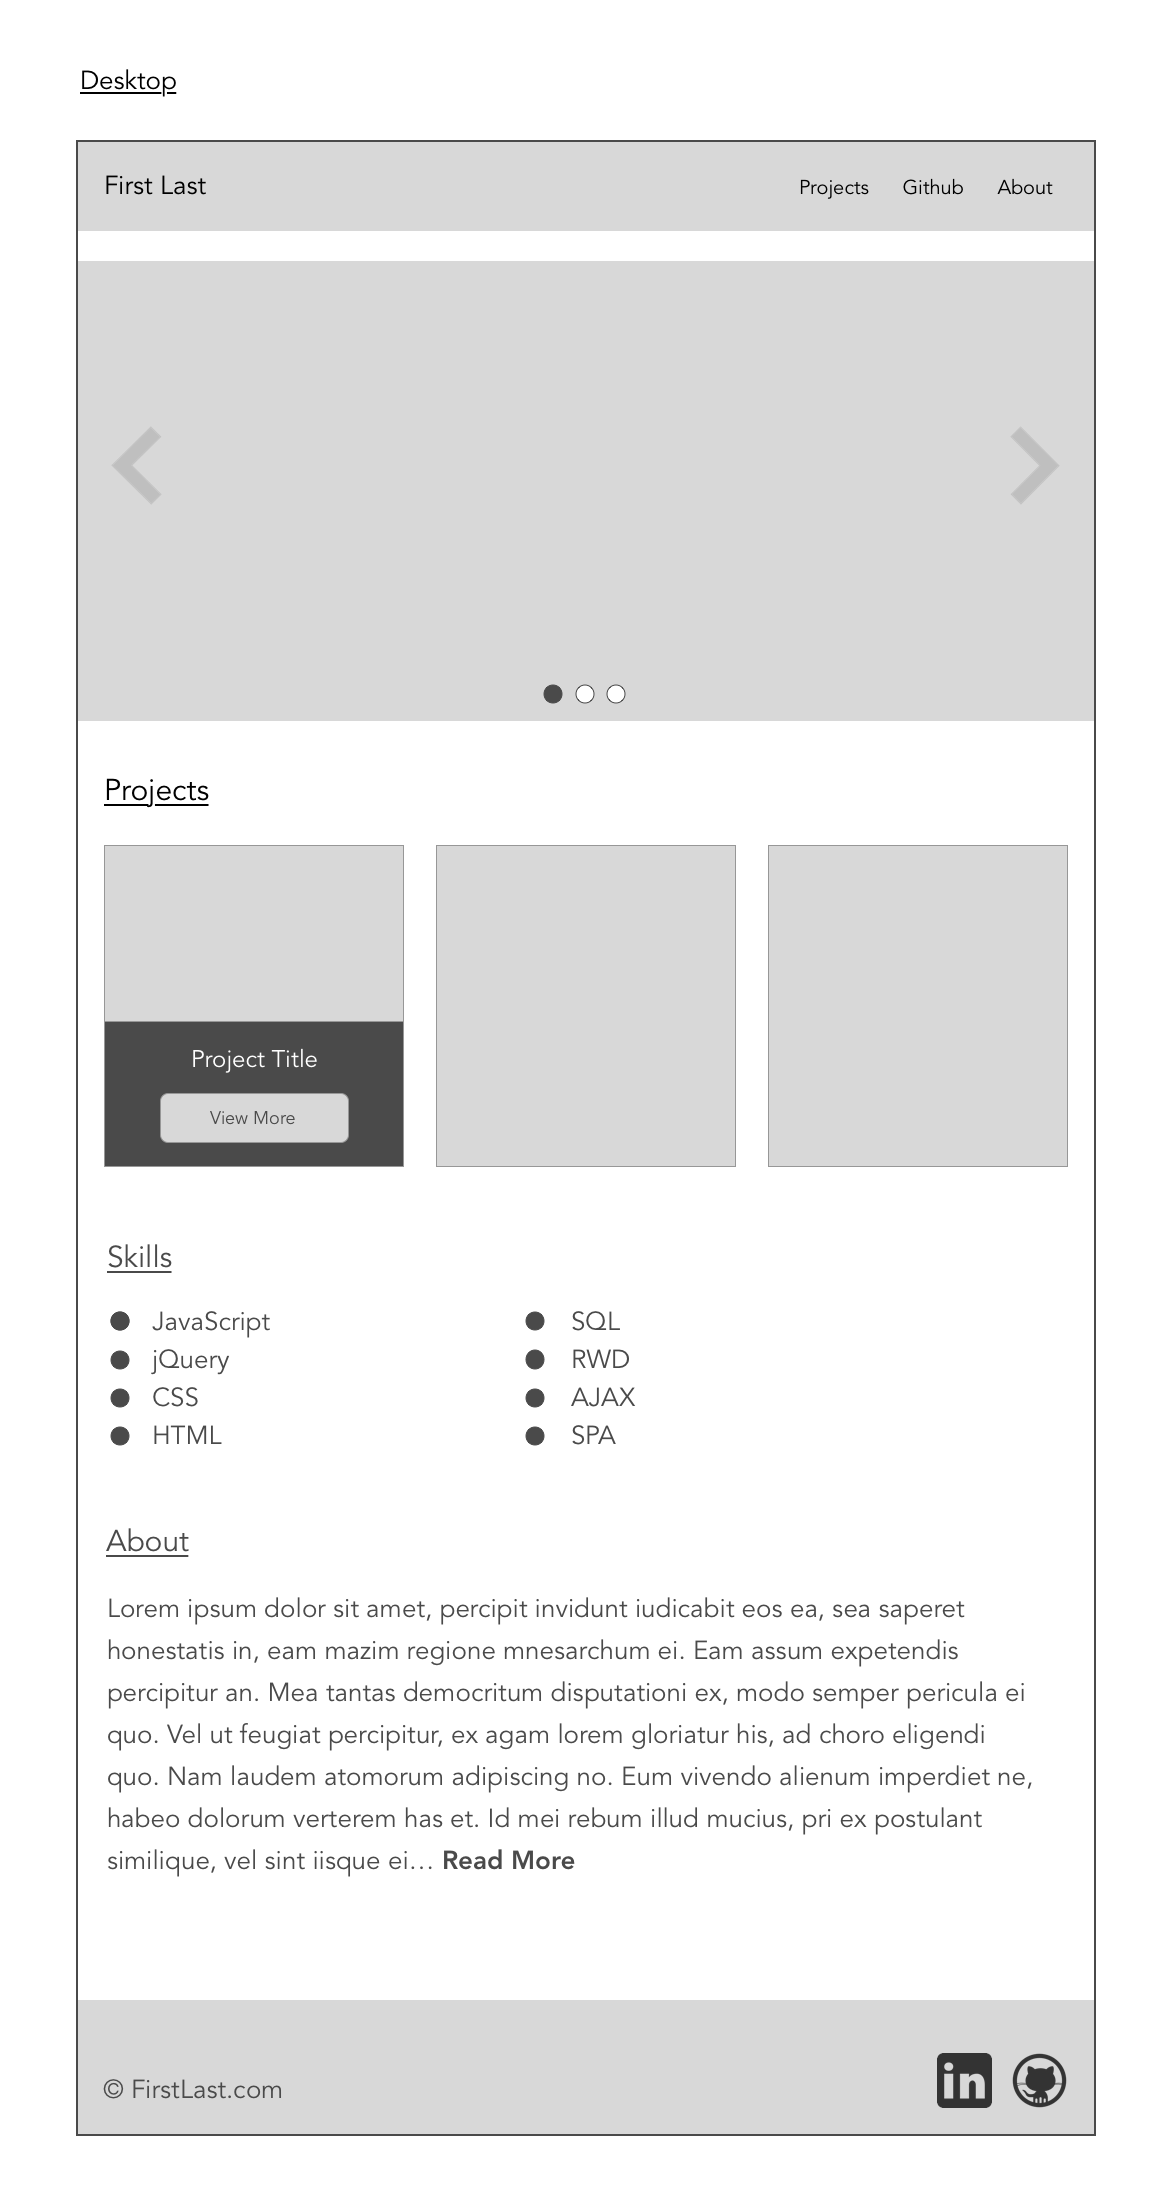 Desktop
First Last
Projects Github About
Projects
Project Title
View More
Skills
JavaScript
jQuery
CSS
HTML
SQL
RWD
AJAX
SPA
About
Lorem ipsum dolor sit amet, percipit invidunt iudicabit eos ea, sea saperet
honestatis in, eam mazim regione mnesarchum ei. Eam assum expetendis
percipitur an. Mea tantas democritum disputationi ex, modo semper pericula ei
quo. Vel ut feugiat percipitur, ex agam lorem gloriatur his, ad choro eligendi
quo. Nam laudem atomorum adipiscing no. Eum vivendo alienum imperdiet ne,
habeo dolorum verterem has et. Id mei rebum illud mucius, pri ex postulant
similique, vel sint iisque ei… Read More
© FirstLast.com
in